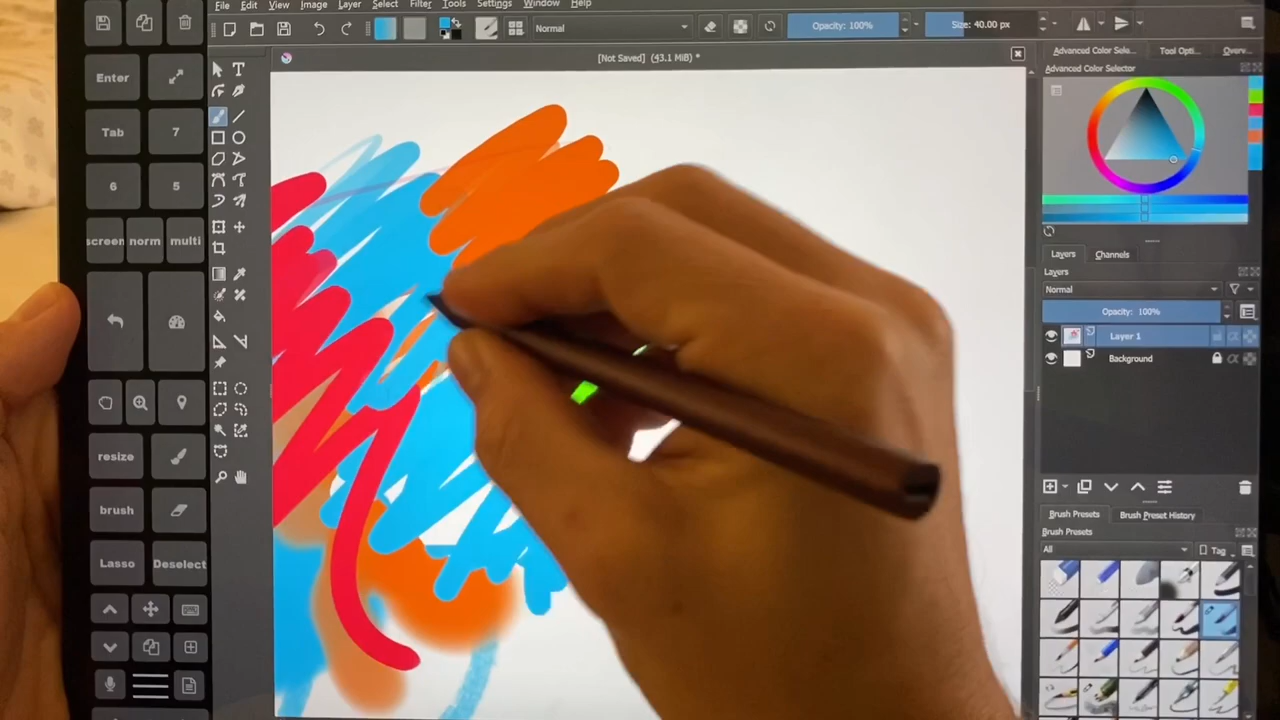 File Edit View Image Layer Select Filter Tools Settings Window Help
Normal
Opacity: 100%
Size: 40.00 px
[Not Saved] (43.1 MiB) *
Advanced Color Sele...
Tool Opti...
Overv...
Advanced Color Selector
Layers
Channels
Layers
Normal
Opacity: 100%
Layer 1
Background
Brush Presets
Brush Preset History
Brush Presets
All
Tag
Enter
Tab
7
6
5
screen
norm
multi
resize
brush
Lasso
Deselect
T